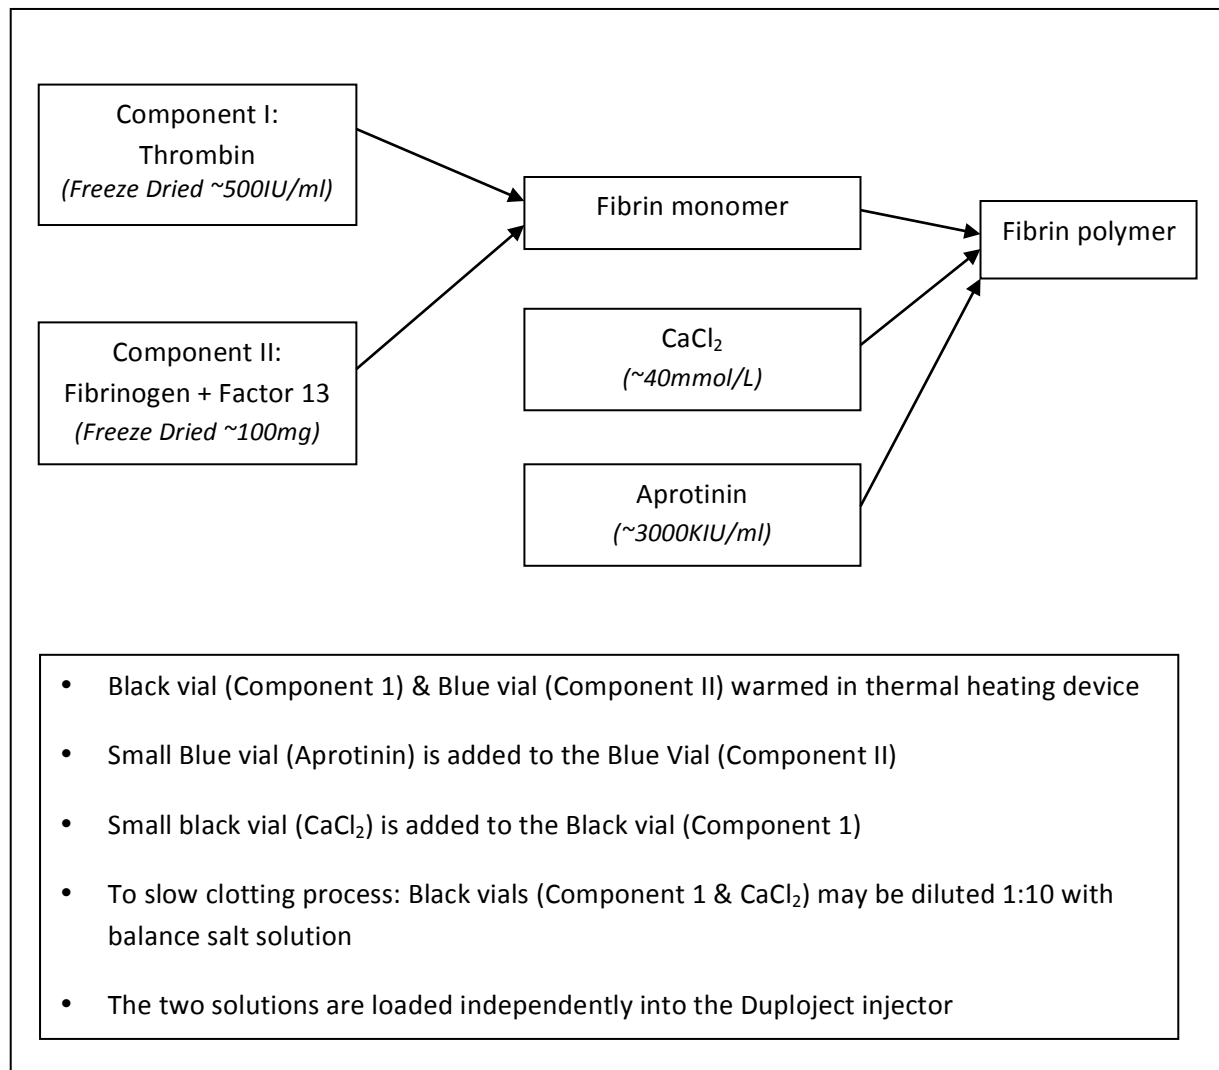 Component I:
Thrombin
(Freeze Dried ~500IU/ml)
Component II:
Fibrinogen + Factor 13
(Freeze Dried ~100mg)
Fibrin monomer
CaCl₂
(~40mmol/L)
Aprotinin
(~3000KIU/ml)
Fibrin polymer
• Black vial (Component 1) & Blue vial (Component II) warmed in thermal heating device
• Small Blue vial (Aprotinin) is added to the Blue Vial (Component II)
• Small black vial (CaCl₂) is added to the Black vial (Component 1)
• To slow clotting process: Black vials (Component 1 & CaCl₂) may be diluted 1:10 with
balance salt solution
• The two solutions are loaded independently into the Duploject injector